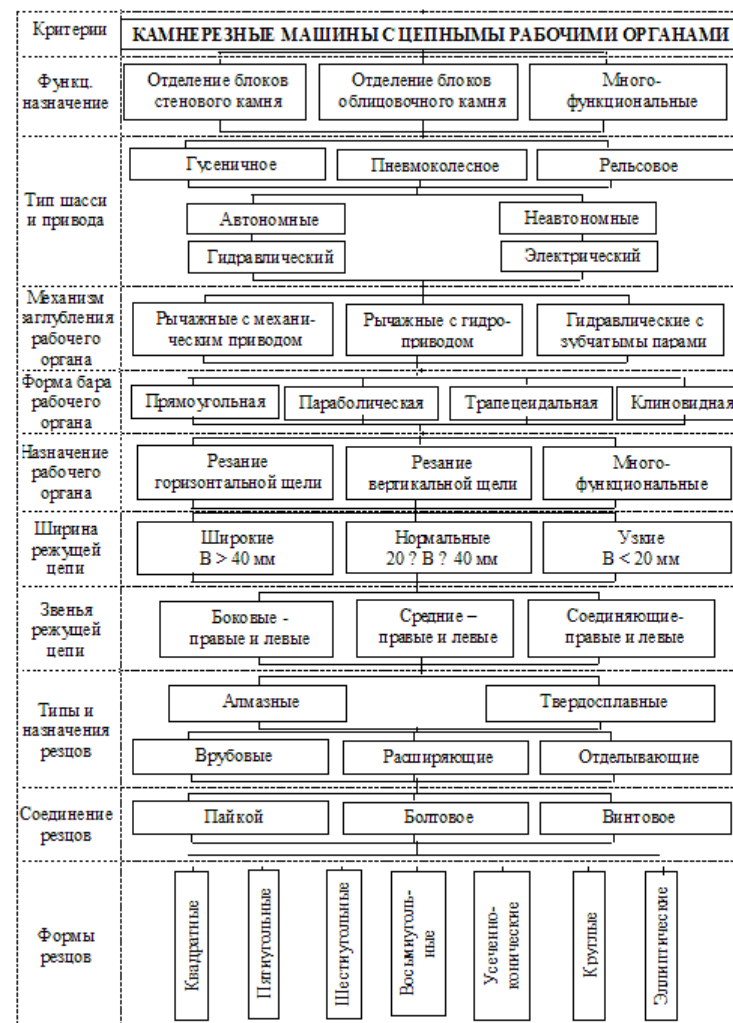 Критерии
КАМНЕРЕЗНЫЕ МАШИНЫ С ЦЕПНЫМЫ РАБОЧИМИ ОРГАНАМИ
Функц.
назначение
Отделение блоков
стенового камня
Отделение блоков
облицовочного камня
Много-
функциональные
Тип шасси
и привода
Гусеничное
Пневмоколесное
Рельсовое
Автономные
Неавтономные
Гидравлический
Электрический
Механизм
заглубления
рабочего
органа
Рычажные с механи-
ческим приводом
Рычажные с гидро-
приводом
Гидравлические с
зубчатымы парами
Форма бара
рабочего
органа
Прямоугольная
Параболическая
Трапецеидальная
Клиновидная
Назначение
рабочего
органа
Резание
горизонтальной щели
Резание
вертикальной щели
Много-
функциональные
Ширина
режущей
цепи
Широкие
B > 40 мм
Нормальные
20 ? B ? 40 мм
Узкие
B < 20 мм
Звенья
режущей
цепи
Боковые -
правые и левые
Средние –
правые и левые
Соединяющие-
правые и левые
Типы и
назначения
резцов
Алмазные
Твердосплавные
Врубовые
Расширяющие
Отделывающие
Соединение
резцов
Пайкой
Болтовое
Винтовое
Формы
резцов
Квадратные
Пятиугольные
Шестиугольные
Восьмиуголь-
ные
Усеченно-
конические
Круглые
Эллиптические